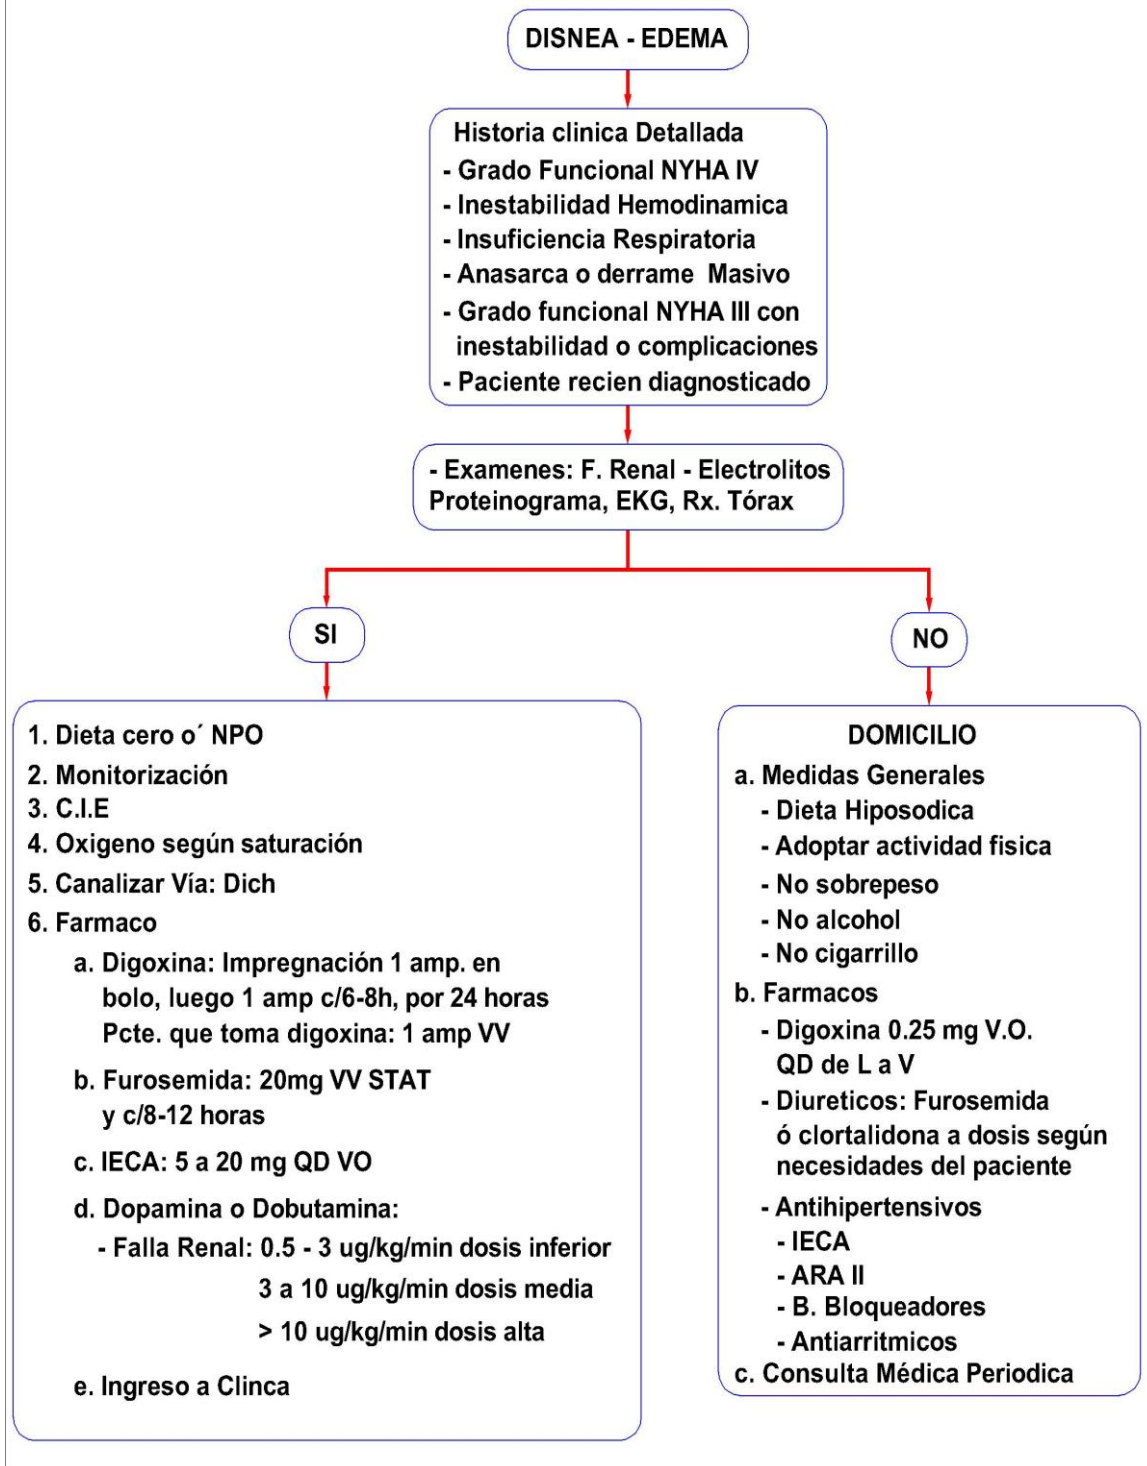 DISNEA - EDEMA
Historia clinica Detallada
- Grado Funcional NYHA IV
- Inestabilidad Hemodinamica
- Insuficiencia Respiratoria
- Anasarca o derrame Masivo
- Grado funcional NYHA III con
inestabilidad o complicaciones
- Paciente recien diagnosticado
- Examenes: F. Renal - Electrolitos
Proteinograma, EKG, Rx. Tórax
SI
1. Dieta cero o´ NPO
2. Monitorización
3. C.I.E
4. Oxigeno según saturación
5. Canalizar Vía: Dich
6. Farmaco
a. Digoxina: Impregnación 1 amp. en
bolo, luego 1 amp c/6-8h, por 24 horas
Pcte. que toma digoxina: 1 amp VV
b. Furosemida: 20mg VV STAT
y c/8-12 horas
c. IECA: 5 a 20 mg QD VO
d. Dopamina o Dobutamina:
- Falla Renal: 0.5 - 3 ug/kg/min dosis inferior
3 a 10 ug/kg/min dosis media
> 10 ug/kg/min dosis alta
e. Ingreso a Clinca
NO
DOMICILIO
a. Medidas Generales
- Dieta Hiposodica
- Adoptar actividad fisica
- No sobrepeso
- No alcohol
- No cigarrillo
b. Farmacos
- Digoxina 0.25 mg V.O.
QD de L a V
- Diureticos: Furosemida
ó clortalidona a dosis según
necesidades del paciente
- Antihipertensivos
- IECA
- ARA II
- B. Bloqueadores
- Antiarritmicos
c. Consulta Médica Periodica